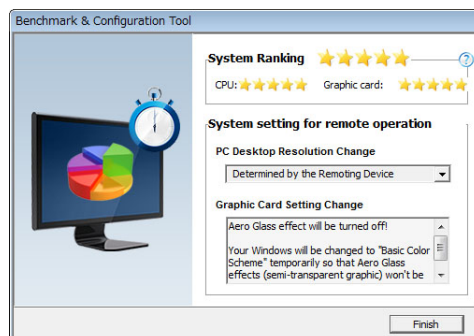 Benchmark & Configuration Tool
System Ranking
?
CPU:
Graphic card:
System setting for remote operation
PC Desktop Resolution Change
Determined by the Remoting Device
Graphic Card Setting Change
Aero Glass effect will be turned off!
Your Windows will be changed to "Basic Color
Scheme" temporarily so that Aero Glass
effects (semi-transparent graphic) won't be
Finish